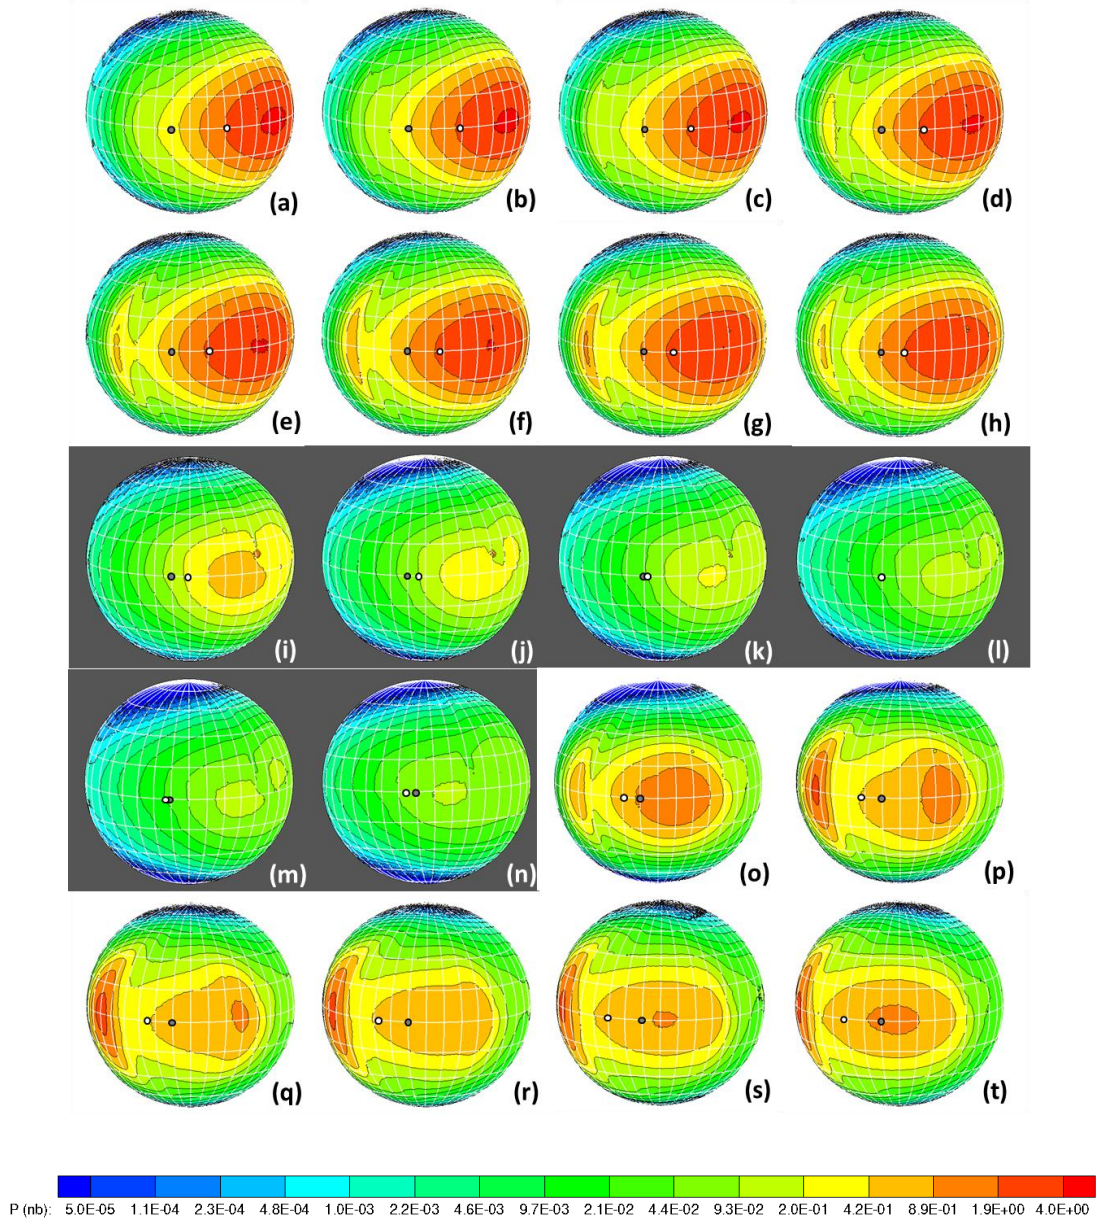 (a) (b) (c) (d)
(e) (f) (g) (h)
(i) (j) (k) (l)
(m) (n) (o) (p)
(q) (r) (s) (t)
P (nb): 5.0E-05 1.1E-04 2.3E-04 4.8E-04 1.0E-03 2.2E-03 4.6E-03 9.7E-03 2.1E-02 4.4E-02 9.3E-02 2.0E-01 4.2E-01 8.9E-01 1.9E+00 4.0E+00